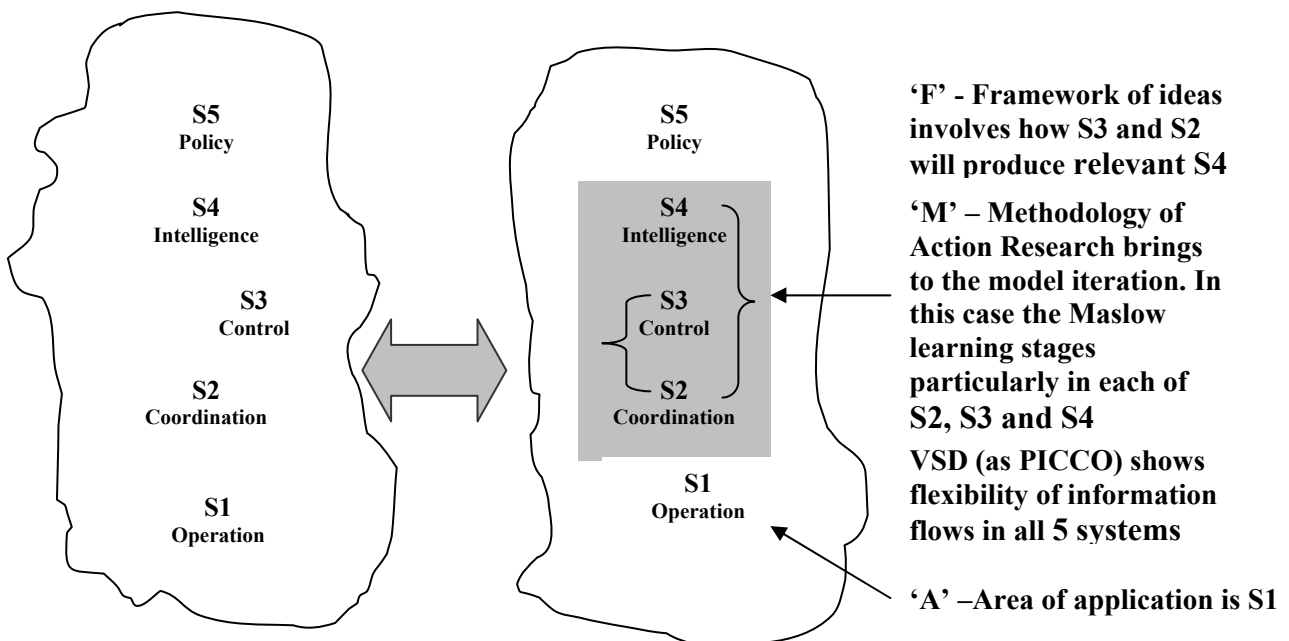 S5
Policy
S4
Intelligence
S3
Control
S2
Coordination
S1
Operation
S5
Policy
S4
Intelligence
S3
Control
S2
Coordination
S1
Operation
‘F’ - Framework of ideas
involves how S3 and S2
will produce relevant S4
‘M’ – Methodology of
Action Research brings
to the model iteration. In
this case the Maslow
learning stages
particularly in each of
S2, S3 and S4
VSD (as PICCO) shows
flexibility of information
flows in all 5 systems
‘A’ –Area of application is S1